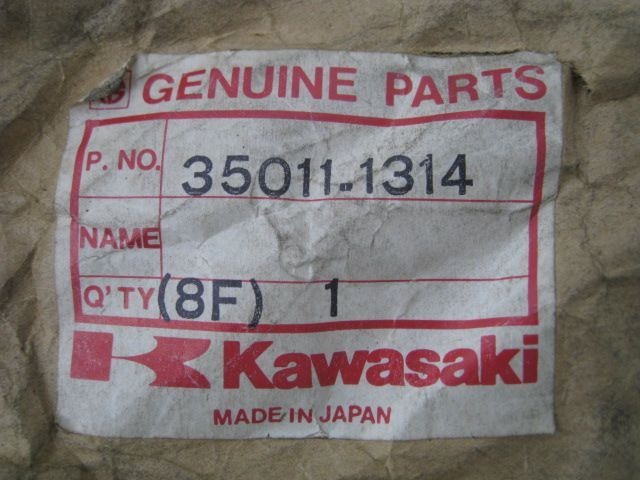 GENUINE PARTS
P. NO. 35011-1314
NAME
Q'TY (8F) 1
Kawasaki
MADE IN JAPAN